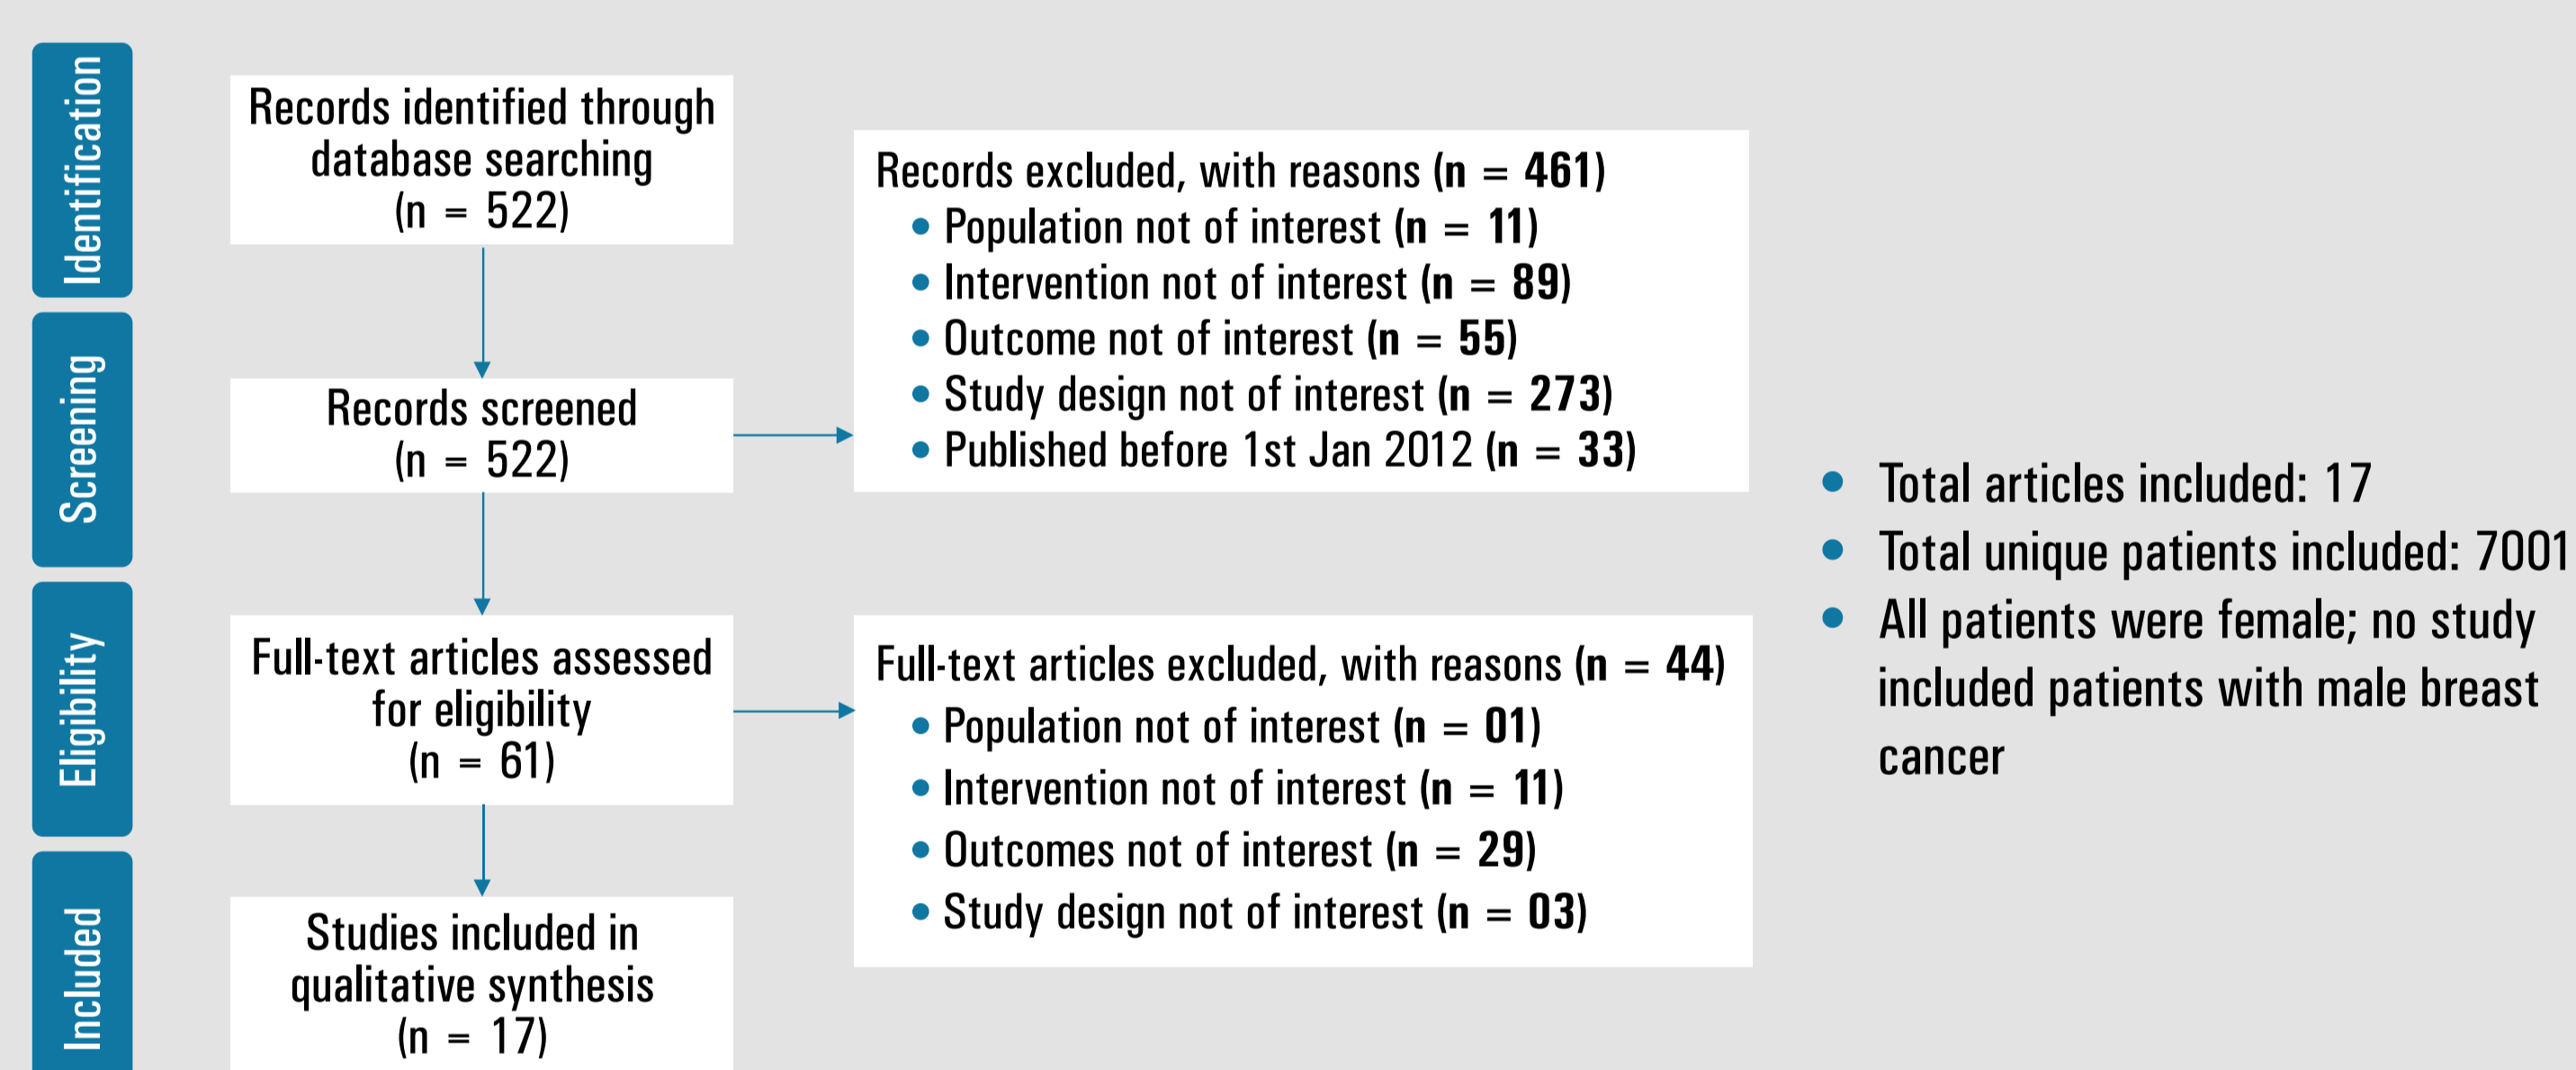 Identification
Records identified through
database searching
(n = 522)
Records excluded, with reasons (n = 461)
• Population not of interest (n = 11)
• Intervention not of interest (n = 89)
• Outcome not of interest (n = 55)
• Study design not of interest (n = 273)
• Published before 1st Jan 2012 (n = 33)
Screening
Records screened
(n = 522)
Eligibility
Full-text articles assessed
for eligibility
(n = 61)
Full-text articles excluded, with reasons (n = 44)
• Population not of interest (n = 01)
• Intervention not of interest (n = 11)
• Outcomes not of interest (n = 29)
• Study design not of interest (n = 03)
Included
Studies included in
qualitative synthesis
(n = 17)
• Total articles included: 17
• Total unique patients included: 7001
• All patients were female; no study
included patients with male breast
cancer